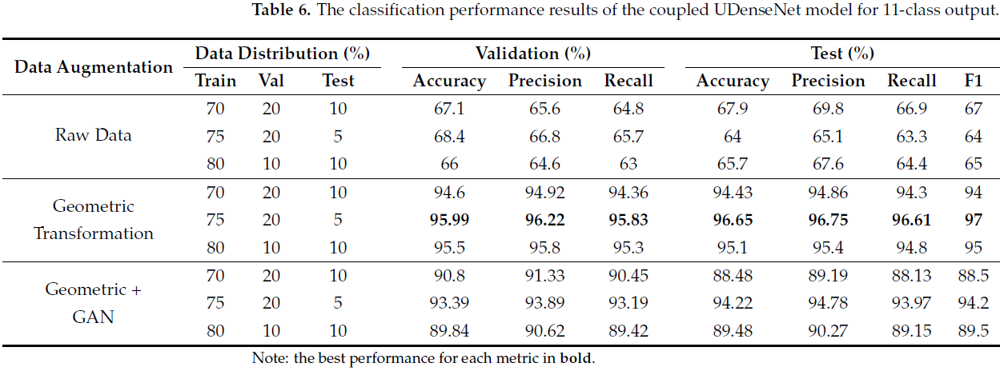 Table 6. The classification performance results of the coupled UDenseNet model for 11-class output.
Data Augmentation Data Distribution (%) Validation (%) Test (%)
Train Val Test Accuracy Precision Recall Accuracy Precision Recall F1
Raw Data
70 20 10 67.1 65.6 64.8 67.9 69.8 66.9 67
75 20 5 68.4 66.8 65.7 64 65.1 63.3 64
80 10 10 66 64.6 63 65.7 67.6 64.4 65
Geometric
Transformation
70 20 10 94.6 94.92 94.36 94.43 94.86 94.3 94
75 20 5 95.99 96.22 95.83 96.65 96.75 96.61 97
80 10 10 95.5 95.8 95.3 95.1 95.4 94.8 95
Geometric +
GAN
70 20 10 90.8 91.33 90.45 88.48 89.19 88.13 88.5
75 20 5 93.39 93.89 93.19 94.22 94.78 93.97 94.2
80 10 10 89.84 90.62 89.42 89.48 90.27 89.15 89.5
Note: the best performance for each metric in bold.